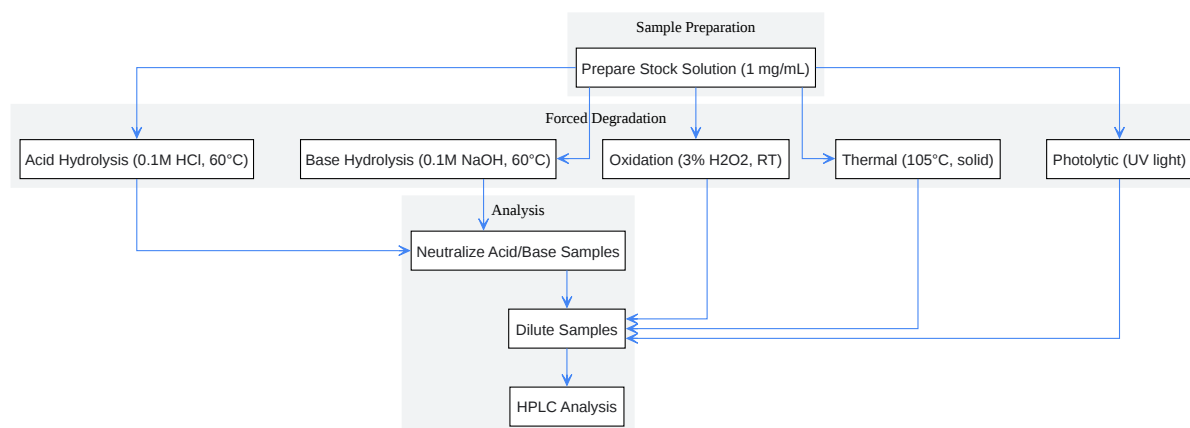 Sample Preparation
Prepare Stock Solution (1 mg/mL)
Forced Degradation
Acid Hydrolysis (0.1M HCl, 60°C)
Base Hydrolysis (0.1M NaOH, 60°C)
Oxidation (3% H2O2, RT)
Thermal (105°C, solid)
Photolytic (UV light)
Analysis
Neutralize Acid/Base Samples
Dilute Samples
HPLC Analysis